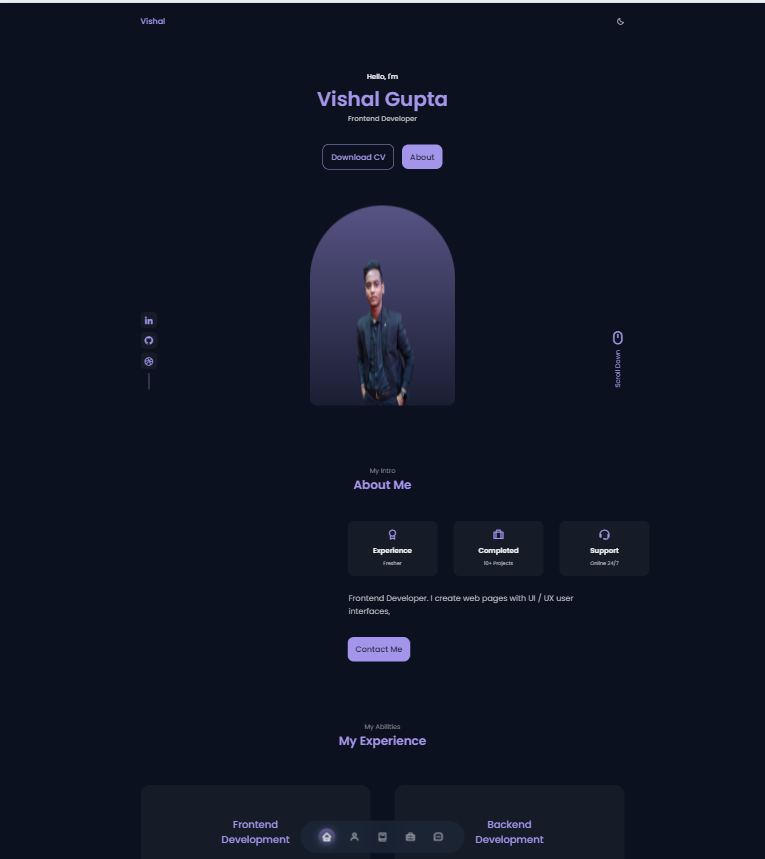 Vishal
Hello, I'm
Vishal Gupta
Frontend Developer
Download CV
About
Scroll Down
My Intro
About Me
Experience
Fresher
Completed
10+ Projects
Support
Online 24/7
Frontend Developer. I create web pages with UI / UX user
interfaces,
Contact Me
My Abilities
My Experience
Frontend
Development
Backend
Development